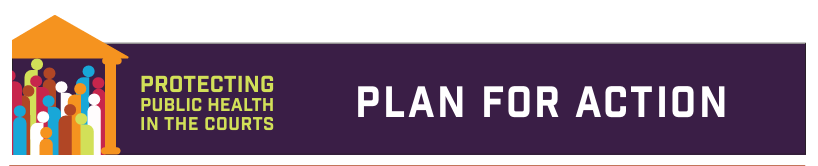 PROTECTING
PUBLIC HEALTH
IN THE COURTS
PLAN FOR ACTION